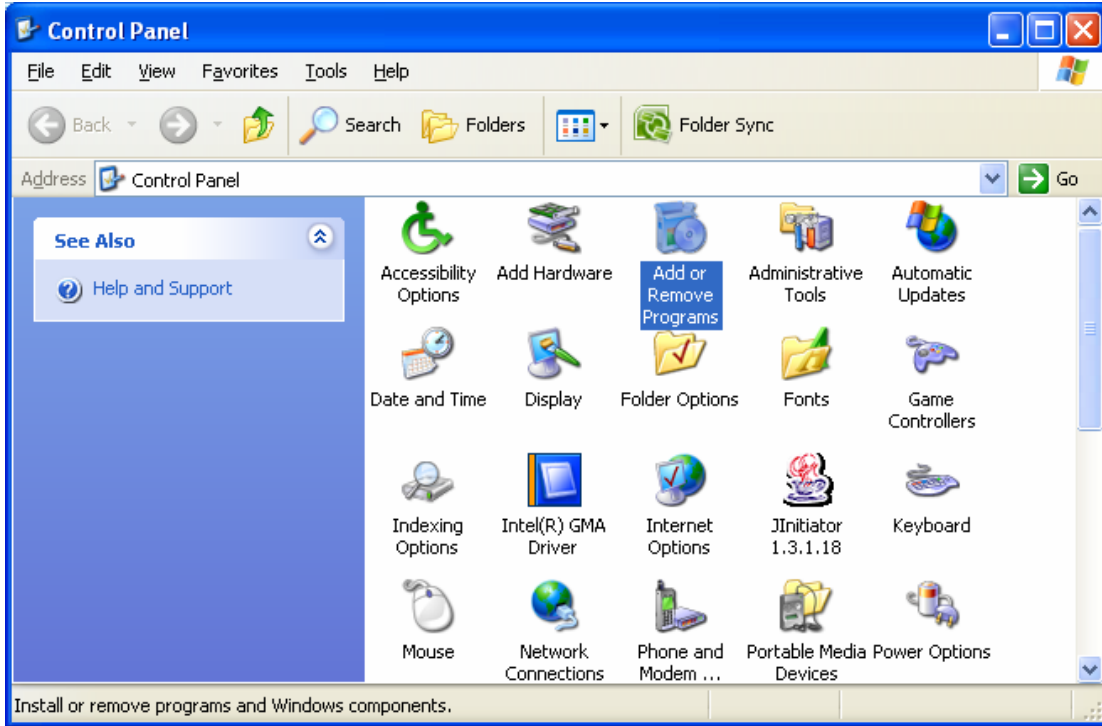 Control Panel
File Edit View Favorites Tools Help
Back Search Folders Folder Sync
Address Control Panel Go
See Also
Help and Support
Accessibility Options
Add Hardware
Add or Remove Programs
Administrative Tools
Automatic Updates
Date and Time
Display
Folder Options
Fonts
Game Controllers
Indexing Options
Intel(R) GMA Driver
Internet Options
JInitiator 1.3.1.18
Keyboard
Mouse
Network Connections
Phone and Modem ...
Portable Media Devices
Power Options
Install or remove programs and Windows components.